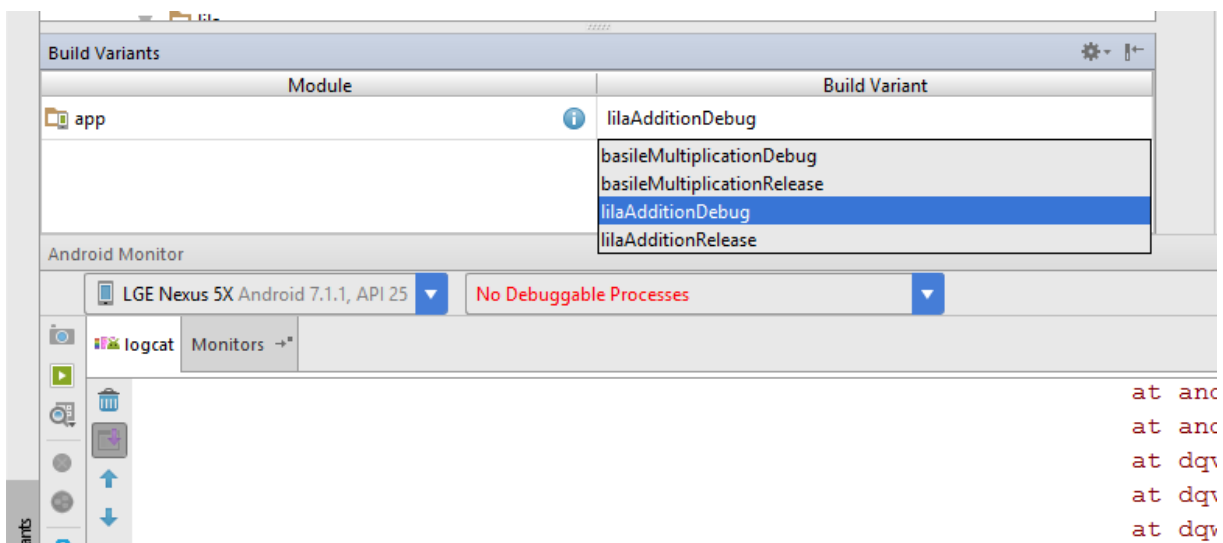 lila
Build Variants
Module Build Variant
app lilaAdditionDebug
basileMultiplicationDebug
basileMultiplicationRelease
lilaAdditionDebug
lilaAdditionRelease
Android Monitor
LGE Nexus 5X Android 7.1.1, API 25 No Debuggable Processes
logcat Monitors
at
at
at
at
at